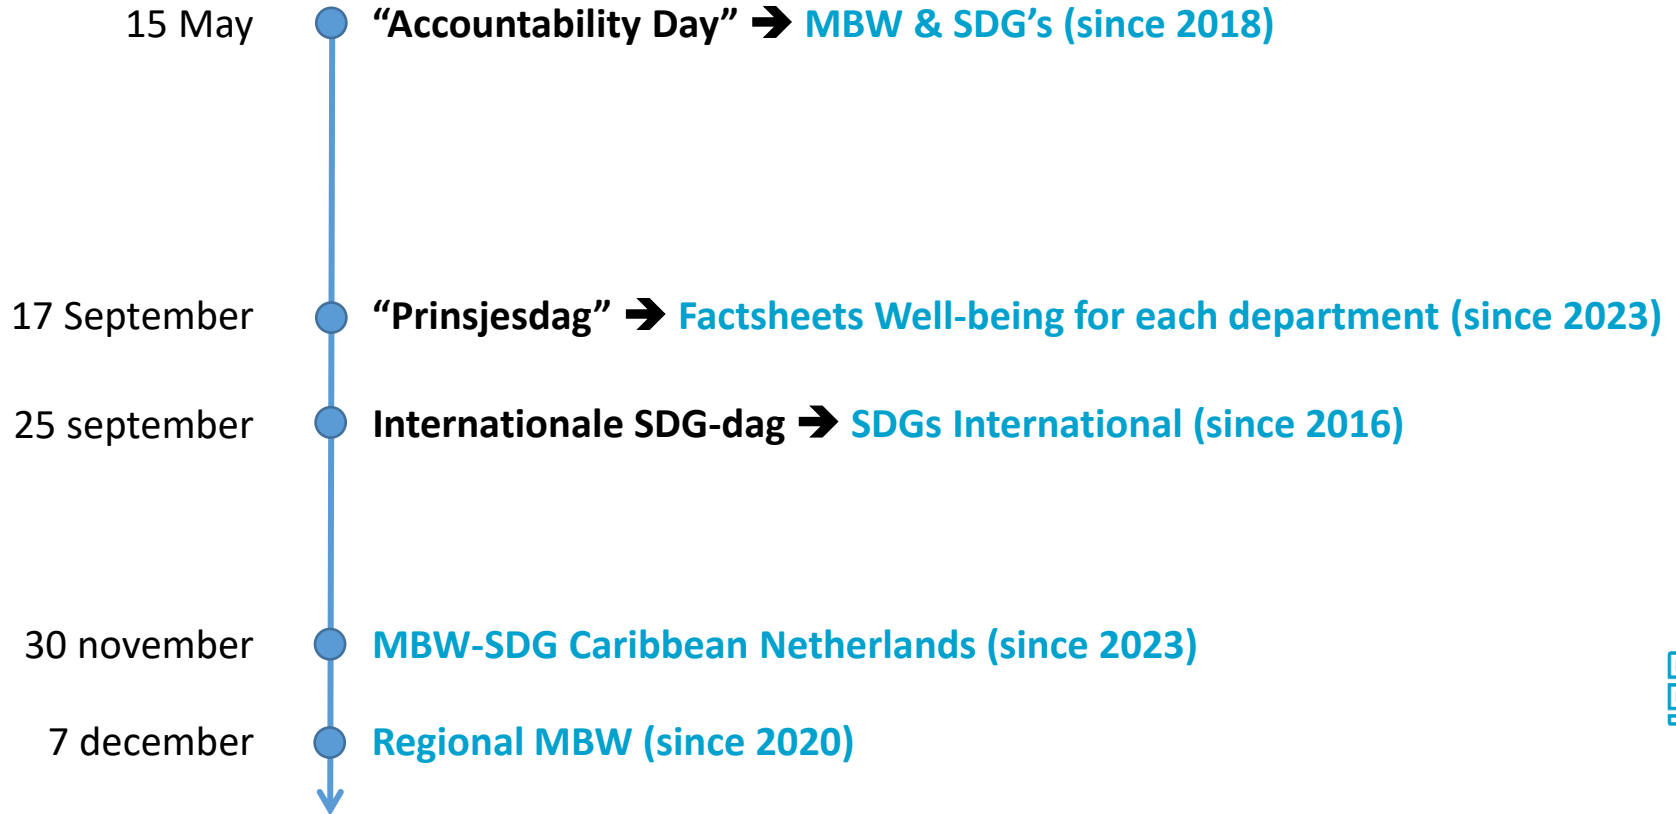 15 May “Accountability Day” ➔ MBW & SDG’s (since 2018)
17 September “Prinsjesdag” ➔ Factsheets Well-being for each department (since 2023)
25 september Internationale SDG-dag ➔ SDGs International (since 2016)
30 november MBW-SDG Caribbean Netherlands (since 2023)
7 december Regional MBW (since 2020)